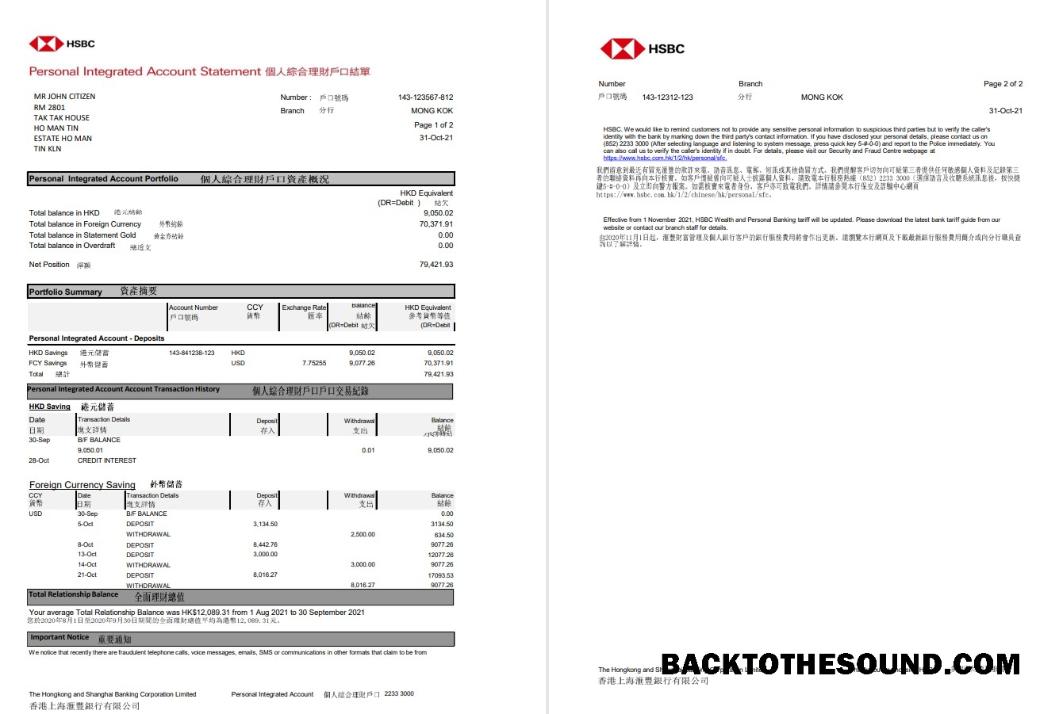 HSBC
Personal Integrated Account Statement 個人綜合理財戶口結單
MR JOHN CITIZEN
RM 2801
TAK TAK HOUSE
HO MAN TIN
ESTATE HO MAN
TIN KLN
Number : 戶口號碼 143-123567-812
Branch 分行 MONG KOK
Page 1 of 2
31-Oct-21
Personal Integrated Account Portfolio 個人綜合理財戶口資產概況
HKD Equivalent
(DR=Debit ) 結欠
Total balance in HKD 港元結餘 9,050.02
Total balance in Foreign Currency 外幣結餘 70,371.91
Total balance in Statement Gold 0.00
Total balance in Overdraft 0.00
Net Position 淨額 79,421.93
Portfolio Summary 資產摘要
Account Number CCY Exchange Rate Balance HKD Equivalent
戶口號碼 貨幣 匯率 結餘 參考貨幣等值
(DR=Debit 結欠 (DR=Debit
Personal Integrated Account - Deposits
HKD Savings 港元儲蓄 143-841238-123 HKD 9,050.02 9,050.02
FCY Savings 外幣儲蓄 USD 7.75255 9,077.26 70,371.91
Total 總計 79,421.93
Personal Integrated Account Account Transaction History 個人綜合理財戶口戶口交易紀錄
HKD Saving 港元儲蓄
Date Transaction Details Deposit Withdrawal Balance
日期 進支詳情 存入 支出 結餘
30-Sep B/F BALANCE
9.050.01 0.01 9,050.02
28-Oct CREDIT INTEREST
Foreign Currency Saving 外幣儲蓄
CCY Date Transaction Details Deposit Withdrawal Balance
貨幣 日期 進支詳情 存入 支出 結餘
USD 30-Sep B/F BALANCE 0.00
5-Oct DEPOSIT 3,134.50 3134.50
WITHDRAWAL 2,500.00 634.50
8-Oct DEPOSIT 8,442.76 9077.26
13-Oct DEPOSIT 3,000.00 12077.26
14-Oct WITHDRAWAL 3,000.00 9077.26
21-Oct DEPOSIT 8,016.27 17093.53
WITHDRAWAL 8,016.27 9077.26
Total Relationship Balance 全面理財總值
Your average Total Relationship Balance was HK$12,089.31 from 1 Aug 2021 to 30 September 2021
您於2020年8月1日至2020年9月30日期間的全面理財總值平均為港幣12,089.31元。
Important Notice 重要通知
We notice that recently there are fraudulent telephone calls, voice messages, emails, SMS or communications in other formats that claim to be from
The Hongkong and Shanghai Banking Corporation Limited Personal Integrated Account 個人綜合理財戶口 2233 3000
香港上海滙豐銀行有限公司
HSBC
Number Branch Page 2 of 2
戶口號碼 143-12312-123 分行 MONG KOK
31-Oct-21
HSBC. We would like to remind customers not to provide any sensitive personal information to suspicious third parties but to verify the caller's
identity with the bank by marking down the third party's contact information. If you have disclosed your personal details, please contact us on
(852) 2233 3000 (After selecting language and listening to system message, press quick key 5-#-0-0) and report to the Police immediately. You
can also call us to verify the caller's identity if in doubt. For details, please visit our Security and Fraud Centre webpage at
https://www.hsbc.com.hk/1/2/hk/personal/sfc.
https://www.hsbc.com.hk/1/2/chinese/hk/personal/sfc。
Effective from 1 November 2021, HSBC Wealth and Personal Banking tariff will be updated. Please download the latest bank tariff guide from our
website or contact our branch staff for details.
由2020年11月1日起，滙豐財富管理及個人銀行客戶的銀行服務費用將會作出更新。請瀏覽本行網頁及下載最新銀行服務費用簡介或向分行職員查
詢以了解詳情。
The Hongkong and
BACKTOTHESOUND.COM
香港上海滙豐銀行有限公司